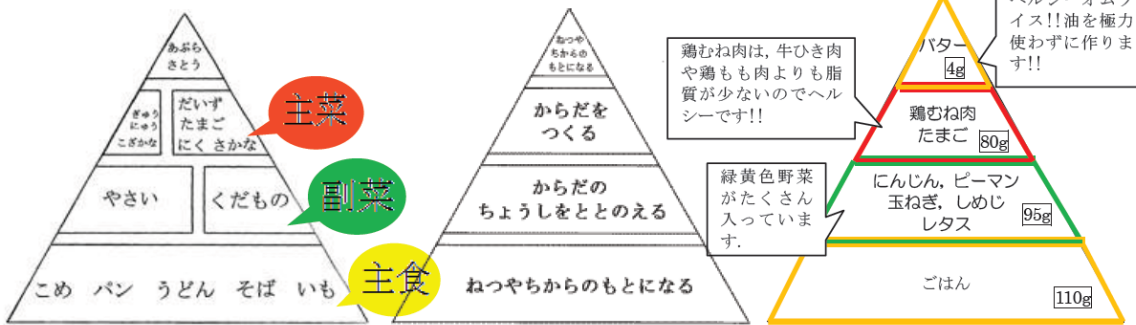 あぶら
さとう
ぎゅう
にゅう
こざかな
だいず
たまご
にく さかな
主菜
やさい
くだもの
副菜
こめ パン うどん そば いも
主食
ねつや
ちからの
もとになる
からだを
つくる
からだの
ちょうしをととのえる
ねつやちからのもとになる
鶏むね肉は, 牛ひき肉
や鶏もも肉よりも脂
質が少ないのでヘル
シーです!!
緑黄色野菜
がたくさん
入っていま
す.
バター
4g
ヘルシーオムラ
イス!!油を極力
使わずに作りま
す!!
鶏むね肉
たまご
80g
にんじん, ピーマン
玉ねぎ, しめじ
レタス
95g
ごはん
110g